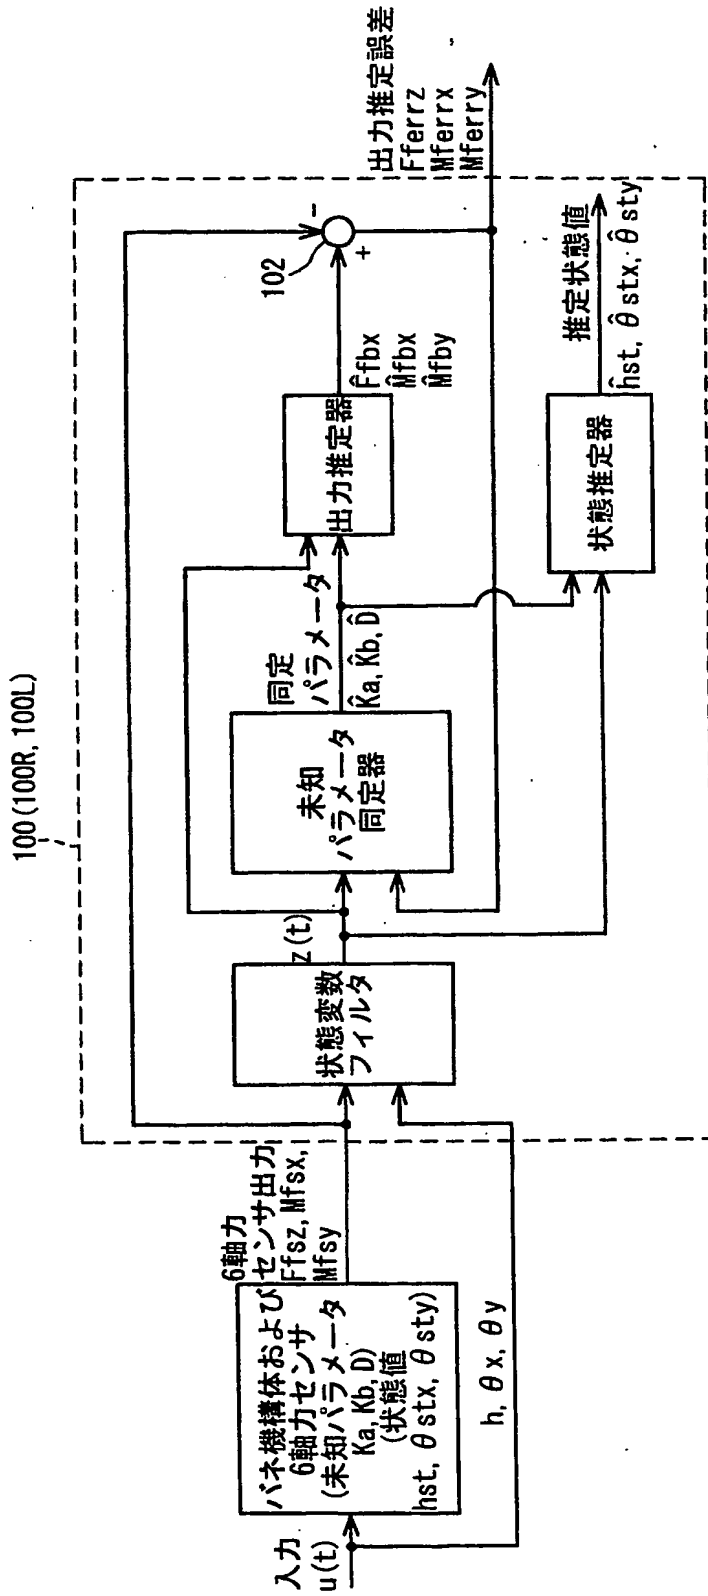 100(100R, 100L)
入力
u(t)
バネ機構体および
6軸力センサ
(未知パラメータ
Ka, Kb, D)
(状態値
hst, θstx, θsty)
6軸力
センサ出力
Ffsz, Mfsx,
Mfsy
h, θx, θy
状態変数
フィルタ
z(t)
未知
パラメータ
同定器
同定
パラメータ
K̂a, K̂b, D̂
出力推定器
F̂fbx
M̂fbx
M̂fby
102
-
+
出力推定誤差
Fferrz
Mferrx
Mferry
状態推定器
推定状態値
ĥst, θ̂stx, θ̂sty